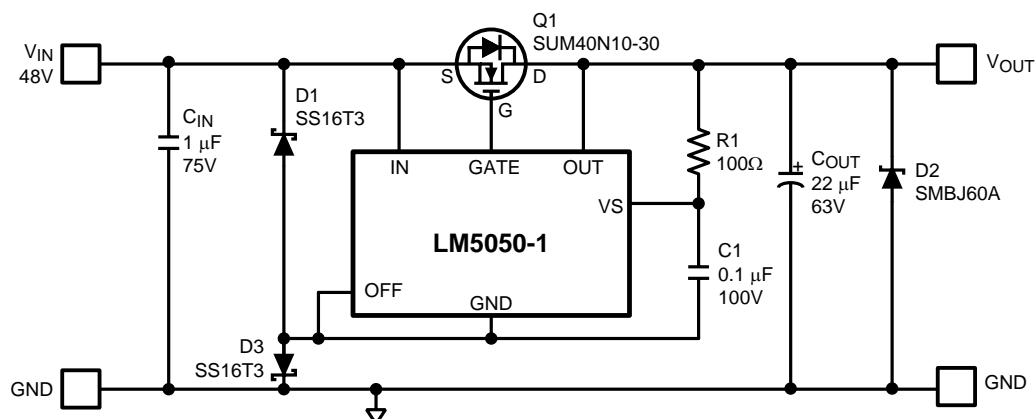 Q1
SUM40N10-30
VIN
48V
S
D
G
VOUT
D1
SS16T3
CIN
1 μF
75V
R1
100Ω
COUT
+
22 μF
63V
D2
SMBJ60A
IN
GATE
OUT
VS
LM5050-1
C1
0.1 μF
100V
OFF
GND
D3
SS16T3
GND
GND